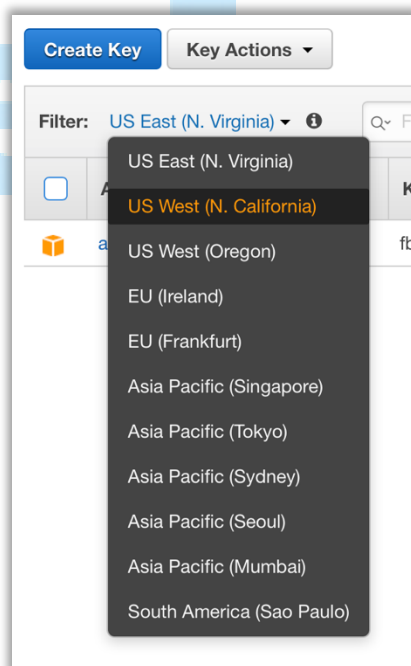 Create Key Key Actions
Filter: US East (N. Virginia)
US East (N. Virginia)
US West (N. California)
US West (Oregon)
EU (Ireland)
EU (Frankfurt)
Asia Pacific (Singapore)
Asia Pacific (Tokyo)
Asia Pacific (Sydney)
Asia Pacific (Seoul)
Asia Pacific (Mumbai)
South America (Sao Paulo)